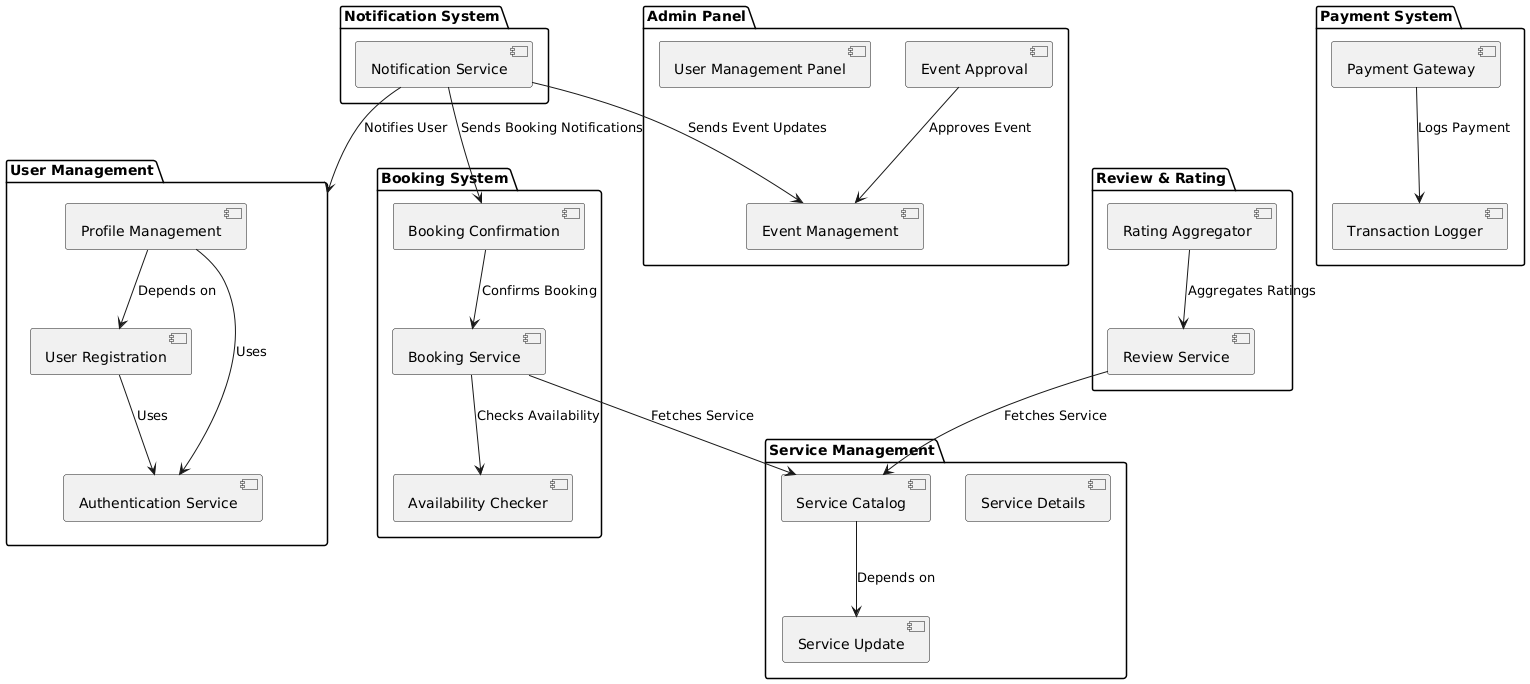 Notification System
Admin Panel
Payment System
Notification Service
User Management Panel
Event Approval
Payment Gateway
Notifies User
Sends Booking Notifications
Sends Event Updates
Approves Event
Logs Payment
User Management
Booking System
Review & Rating
Profile Management
Booking Confirmation
Event Management
Rating Aggregator
Transaction Logger
Depends on
Confirms Booking
Aggregates Ratings
Uses
User Registration
Booking Service
Review Service
Uses
Checks Availability
Fetches Service
Fetches Service
Service Management
Authentication Service
Availability Checker
Service Catalog
Service Details
Depends on
Service Update